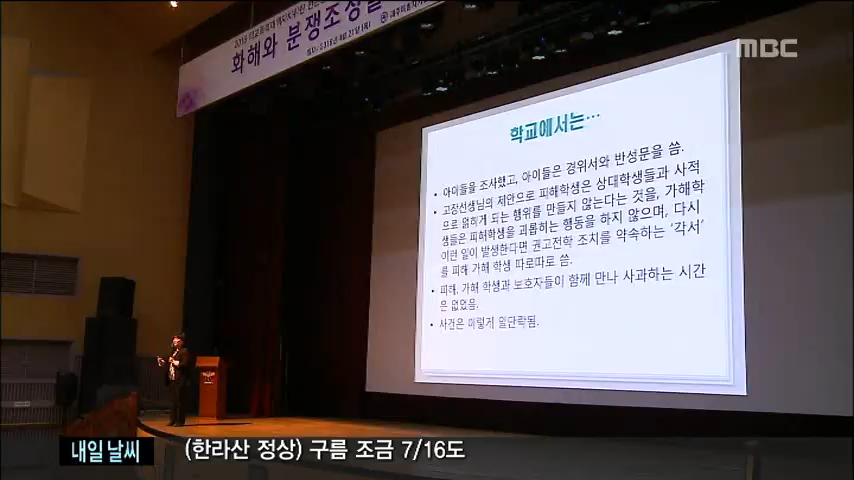 MBC
화해와 분쟁조정을
학교에서는…
• 아이들을 조사했고, 아이들은 경위서와 반성문을 씀.
• 고장선생님의 제안으로 피해학생은 상대학생들과 사적
으로 얽히게 되는 행위를 만들지 않는다는 것을, 가해학
생들은 피해학생을 괴롭히는 행동을 하지 않으며, 다시
이런 일이 발생한다면 권고전학 조치를 약속하는 '각서'
를 피해 가해 학생 따로따로 씀.
• 피해, 가해 학생과 보호자들이 함께 만나 사과하는 시간
은 없었음.
• 사건은 이렇게 일단락됨.
내일 날씨 (한라산 정상) 구름 조금 7/16도